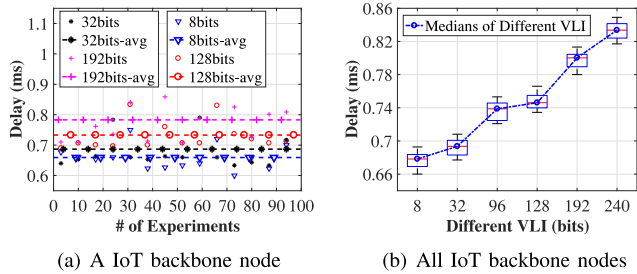 1.1
1
0.9
0.8
0.7
0.6
Delay (ms)
32bits
8bits
32bits-avg
8bits-avg
192bits
128bits
192bits-avg
128bits-avg
0 10 20 30 40 50 60 70 80 90 100
# of Experiments
(a) A IoT backbone node
0.86
0.82
0.78
0.74
0.7
0.66
Delay (ms)
Medians of Different VLI
8 32 96 128 192 240
Different VLI (bits)
(b) All IoT backbone nodes